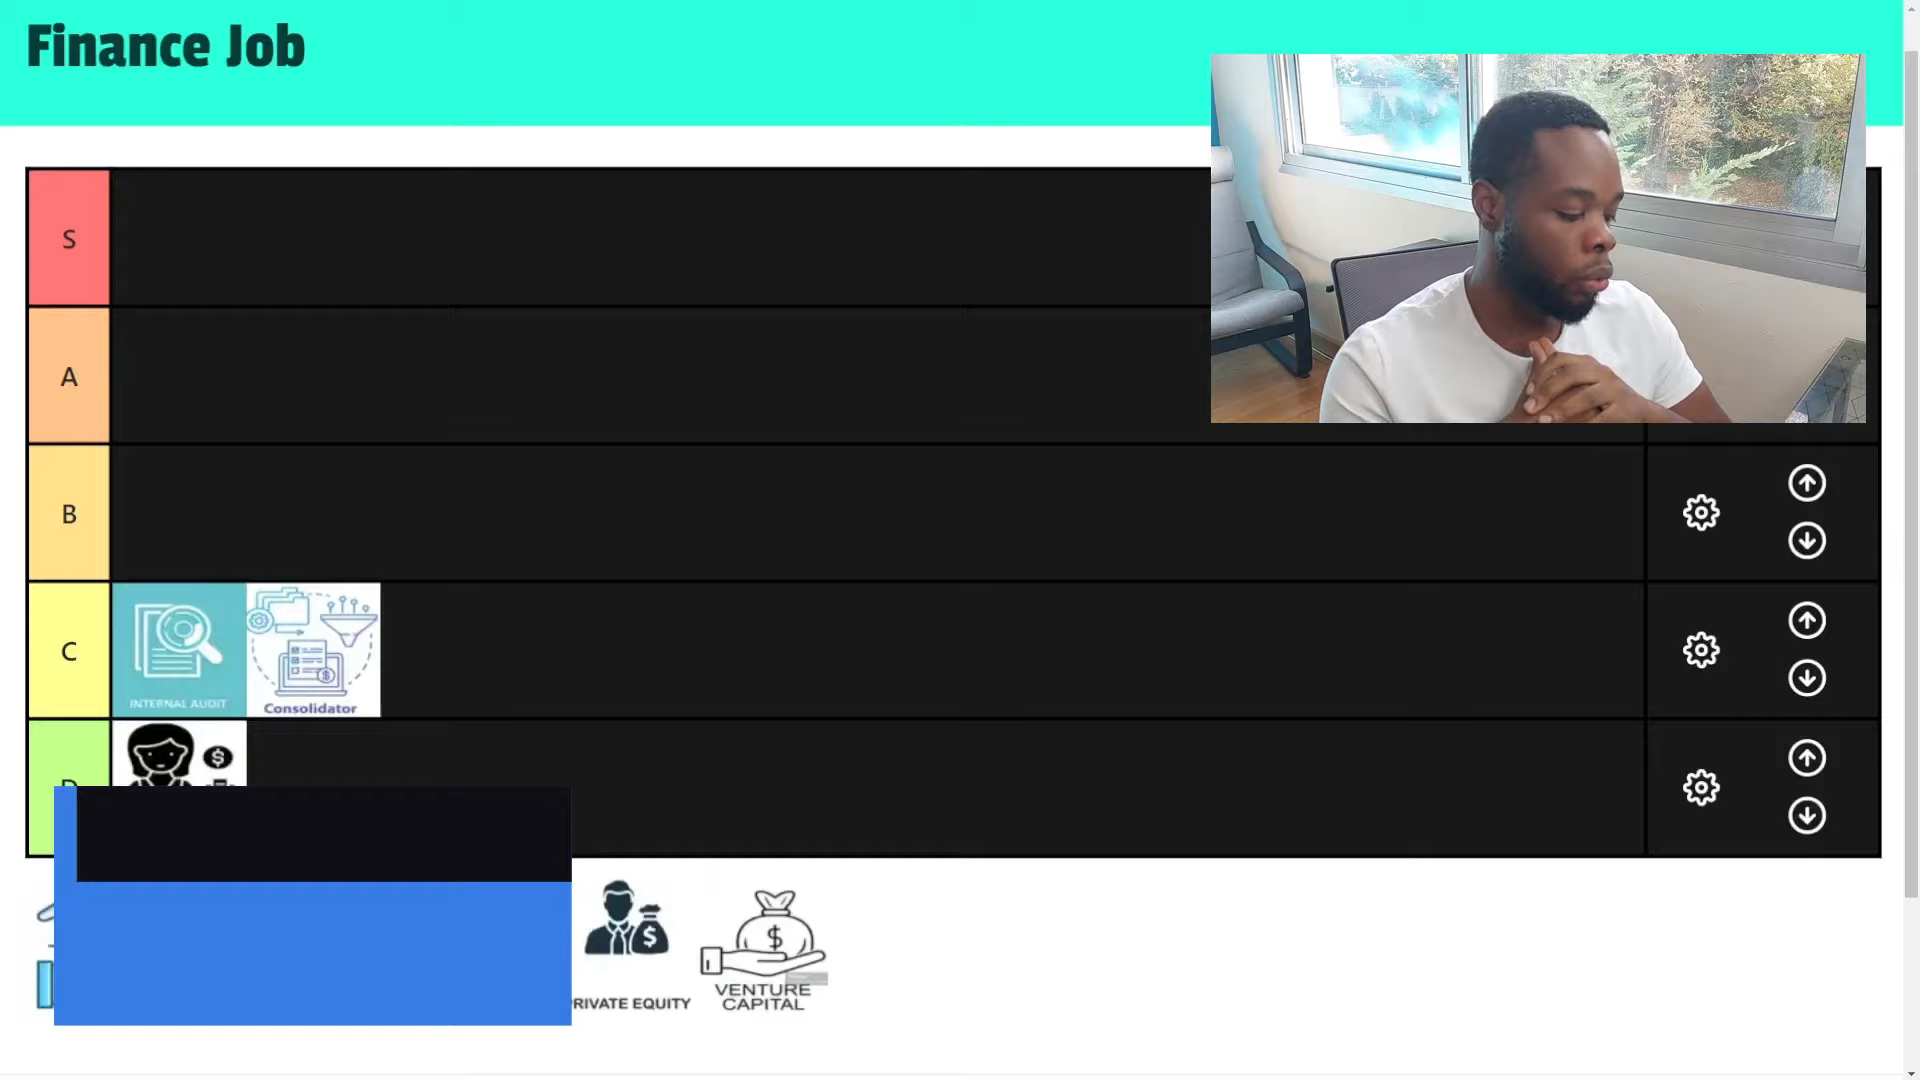 Finance Job
S
A
B
C
INTERNAL AUDIT
Consolidator
$
$
RIVATE EQUITY
$
VENTURE
CAPITAL